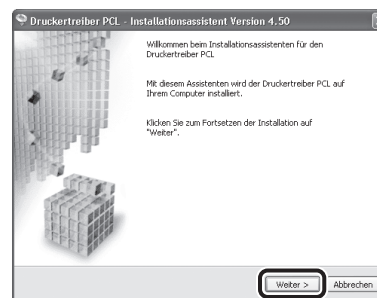 Druckertreiber PCL - Installationsassistent Version 4.50
Willkommen beim Installationsassistenten für den
Druckertreiber PCL
Mit diesem Assistenten wird der Druckertreiber PCL auf
Ihrem Computer installiert.
Klicken Sie zum Fortsetzen der Installation auf
"Weiter".
Weiter >
Abbrechen